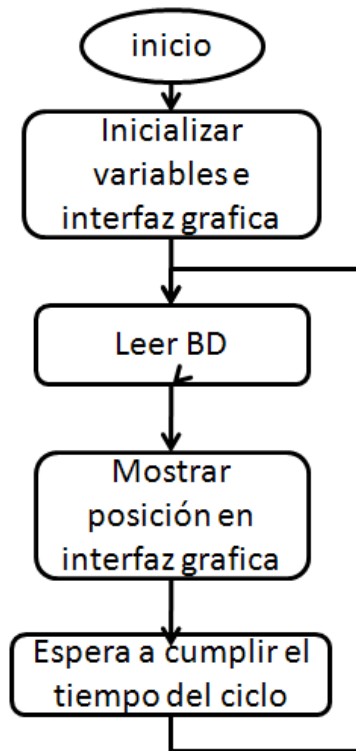 inicio
Inicializar
variables e
interfaz grafica
Leer BD
Mostrar
posición en
interfaz grafica
Espera a cumplir el
tiempo del ciclo